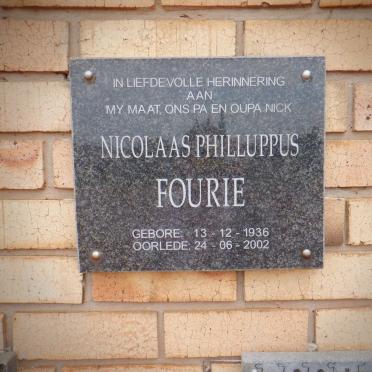 IN LIEFDEVOLLE HERINNERING
AAN
MY MAAT, ONS PA EN OUPA NICK
NICOLAAS PHILLUPPUS
FOURIE
GEBORE: 13 - 12 - 1936
OORLEDE: 24 - 06 - 2002